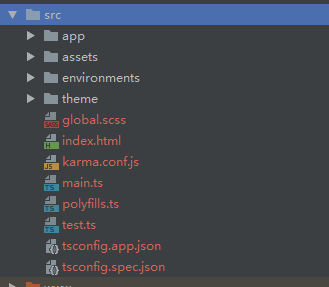 src
app
assets
environments
theme
global.scss
index.html
karma.conf.js
main.ts
polyfills.ts
test.ts
tsconfig.app.json
tsconfig.spec.json